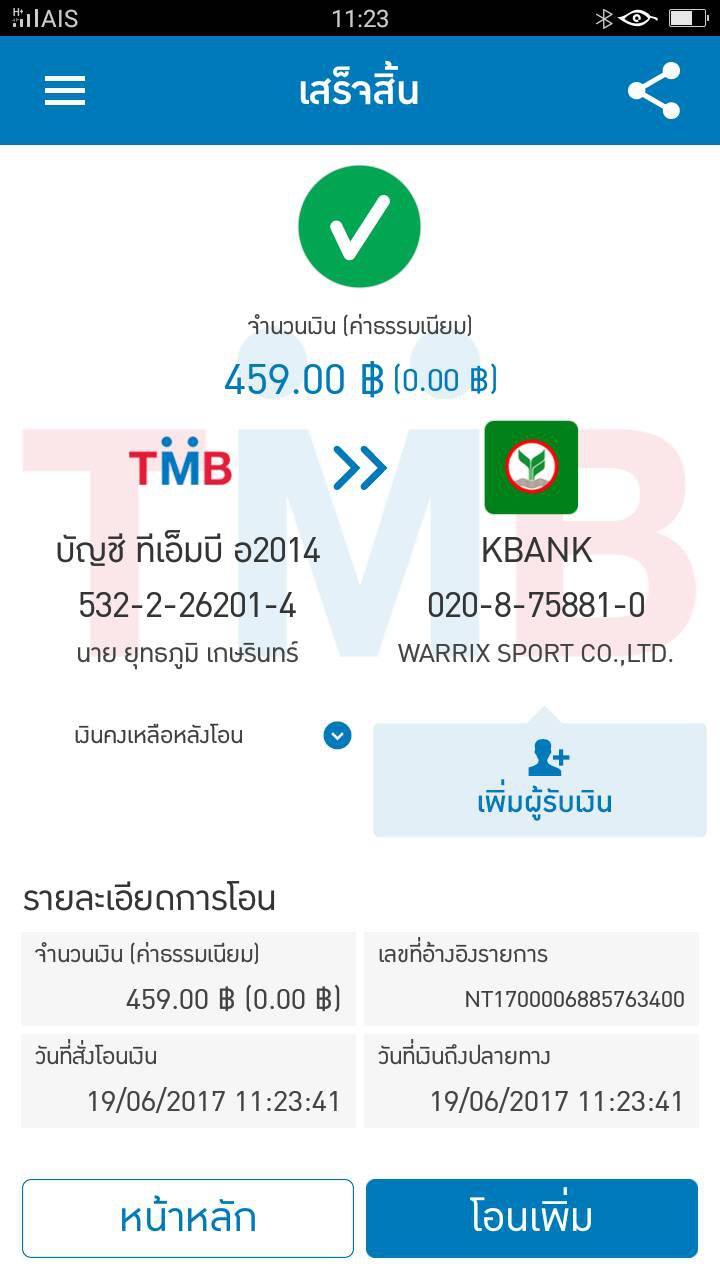 AIS 11:23
เสร็จสิ้น
จำนวนเงิน (ค่าธรรมเนียม)
459.00 ฿ (0.00 ฿)
TMB
บัญชี ทีเอ็มบี อ2014
532-2-26201-4
นาย ยุทธภูมิ เกษรินทร์
KBANK
020-8-75881-0
WARRIX SPORT CO.,LTD.
เงินคงเหลือหลังโอน
เพิ่มผู้รับเงิน
รายละเอียดการโอน
จำนวนเงิน (ค่าธรรมเนียม)
459.00 ฿ (0.00 ฿)
เลขที่อ้างอิงรายการ
NT1700006885763400
วันที่สั่งโอนเงิน
19/06/2017 11:23:41
วันที่เงินถึงปลายทาง
19/06/2017 11:23:41
หน้าหลัก
โอนเพิ่ม